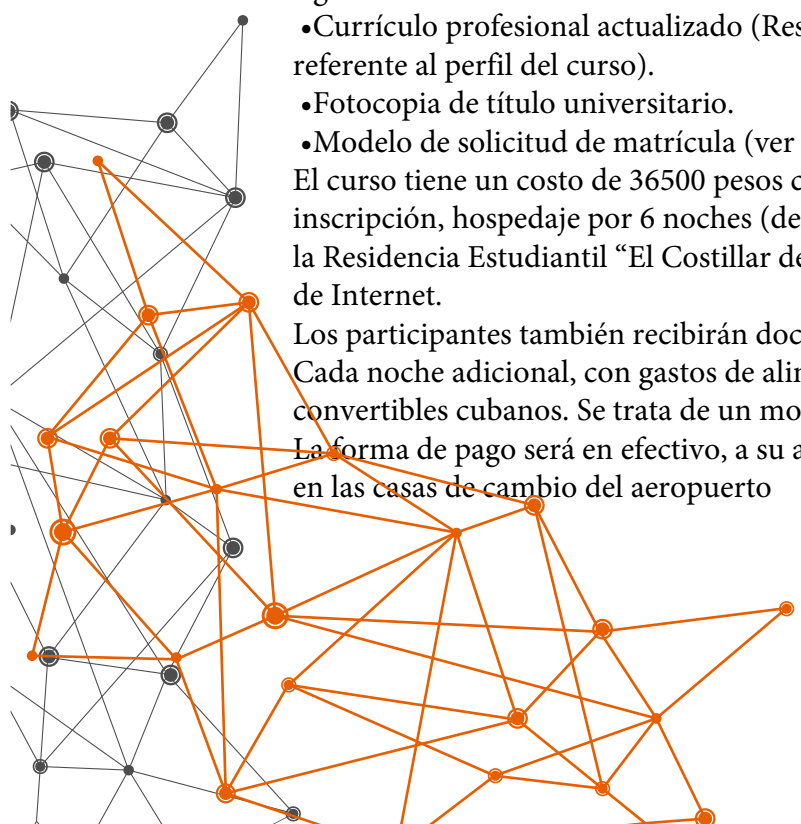 •Currículo profesional actualizado (Res
referente al perfil del curso).
•Fotocopia de título universitario.
•Modelo de solicitud de matrícula (ver
El curso tiene un costo de 36500 pesos
inscripción, hospedaje por 6 noches (de
la Residencia Estudiantil “El Costillar de
de Internet.
Los participantes también recibirán doc
Cada noche adicional, con gastos de alin
convertibles cubanos. Se trata de un mo
La forma de pago será en efectivo, a su a
en las casas de cambio del aeropuerto